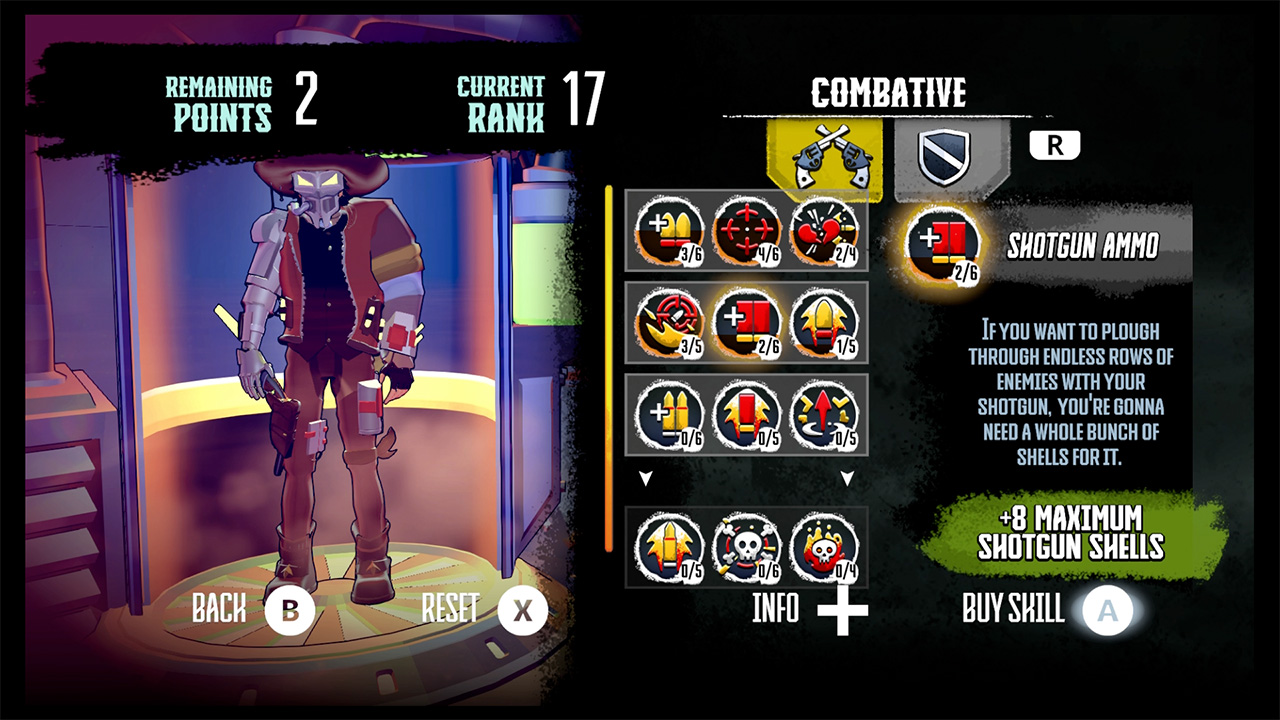 REMAINING
POINTS 2
CURRENT
RANK 17
COMBATIVE
R
3/6 4/6 2/4
2/6
SHOTGUN AMMO
3/5 2/6 1/5
IF YOU WANT TO PLOUGH
THROUGH ENDLESS ROWS OF
ENEMIES WITH YOUR
SHOTGUN, YOU'RE GONNA
NEED A WHOLE BUNCH OF
SHELLS FOR IT.
0/6 0/5 0/5
+8 MAXIMUM
SHOTGUN SHELLS
0/5 0/6 0/4
BACK B
RESET X
INFO
BUY SKILL A